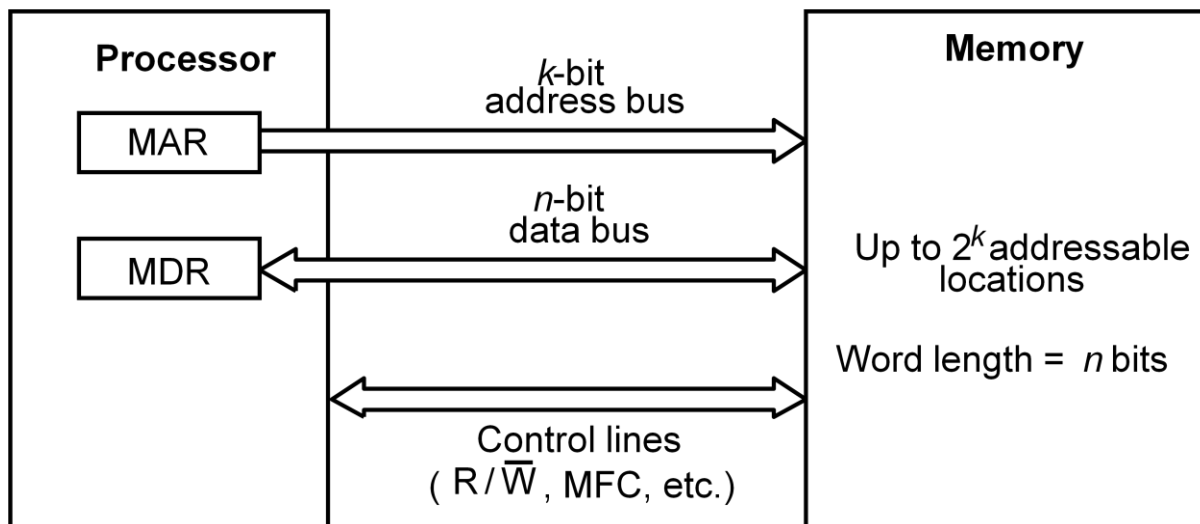 Processor
MAR
MDR
k-bit
address bus
n-bit
data bus
Control lines
( R / W̅ , MFC, etc.)
Memory
Up to 2ᵏ addressable
locations
Word length = n bits